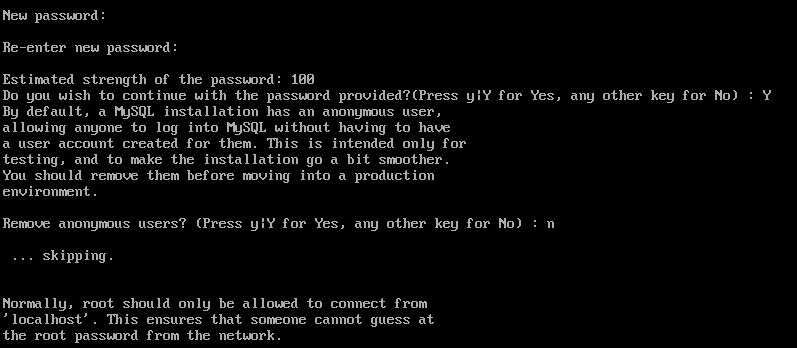 New password:
Re-enter new password:
Estimated strength of the password: 100
Do you wish to continue with the password provided?(Press y|Y for Yes, any other key for No) : Y
By default, a MySQL installation has an anonymous user,
allowing anyone to log into MySQL without having to have
a user account created for them. This is intended only for
testing, and to make the installation go a bit smoother.
You should remove them before moving into a production
environment.
Remove anonymous users? (Press y|Y for Yes, any other key for No) : n
... skipping.
Normally, root should only be allowed to connect from
'localhost'. This ensures that someone cannot guess at
the root password from the network.